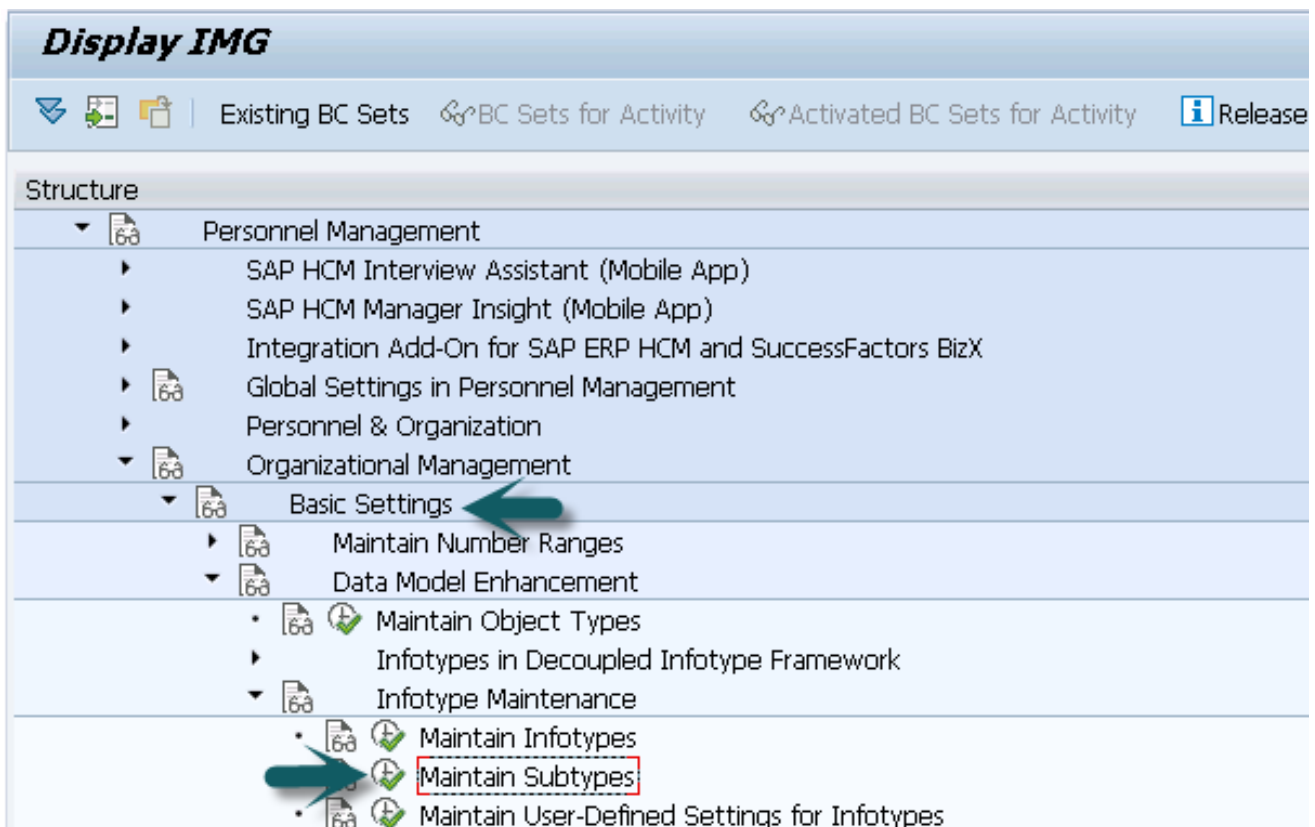 Display IMG
Existing BC Sets BC Sets for Activity Activated BC Sets for Activity Release
Structure
Personnel Management
SAP HCM Interview Assistant (Mobile App)
SAP HCM Manager Insight (Mobile App)
Integration Add-On for SAP ERP HCM and SuccessFactors BizX
Global Settings in Personnel Management
Personnel & Organization
Organizational Management
Basic Settings
Maintain Number Ranges
Data Model Enhancement
Maintain Object Types
Infotypes in Decoupled Infotype Framework
Infotype Maintenance
Maintain Infotypes
Maintain Subtypes
Maintain User-Defined Settings for Infotypes